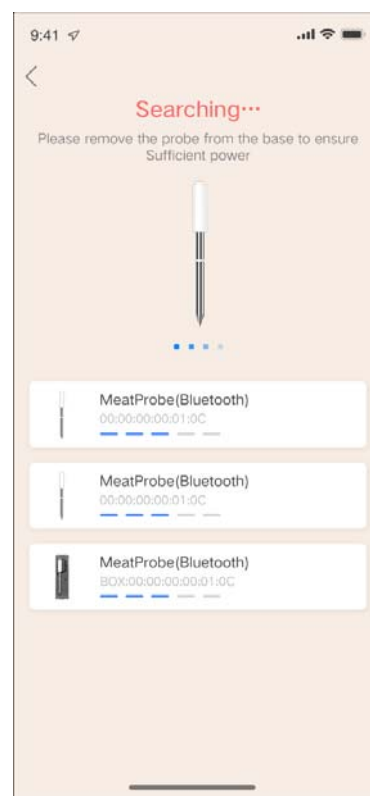 9:41
Searching···
Please remove the probe from the base to ensure
Sufficient power
MeatProbe(Bluetooth)
00:00:00:00:01:0C
MeatProbe(Bluetooth)
00:00:00:00:01:0C
MeatProbe(Bluetooth)
BOX:00:00:00:00:01:0C